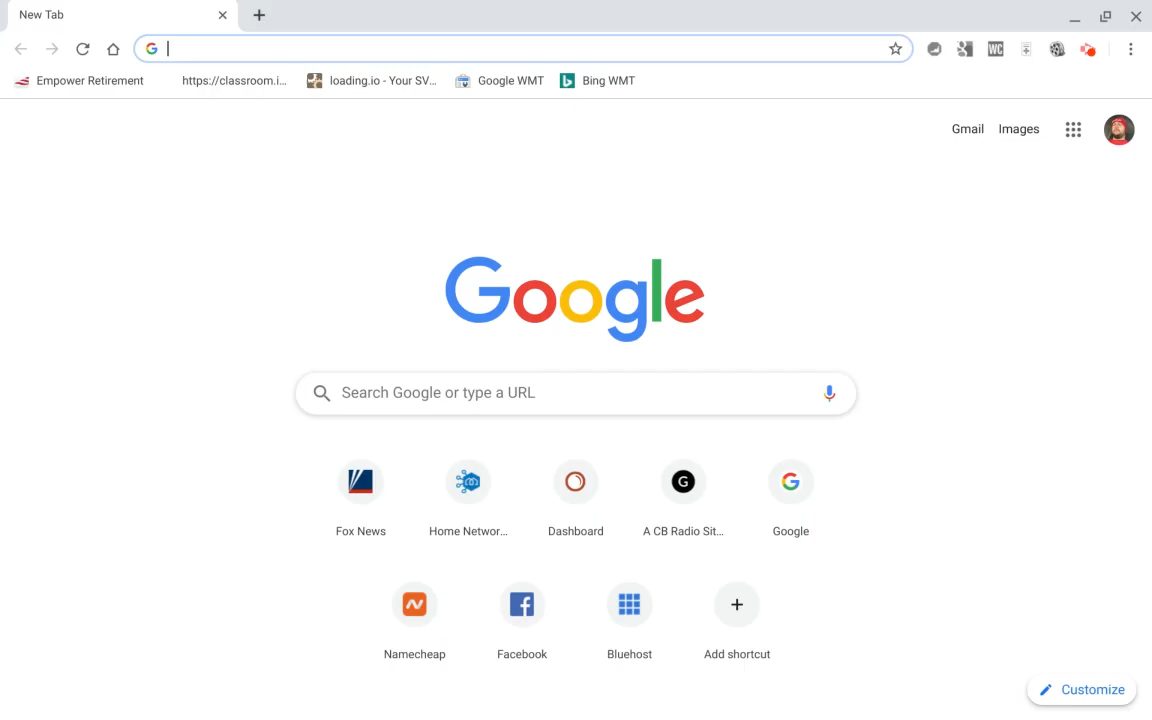 New Tab
Empower Retirement https://classroom.i... loading.io - Your SV... Google WMT Bing WMT
WC
Gmail Images
Google
Search Google or type a URL
G
Fox News Home Networ... Dashboard A CB Radio Sit... Google
Namecheap Facebook Bluehost Add shortcut
Customize